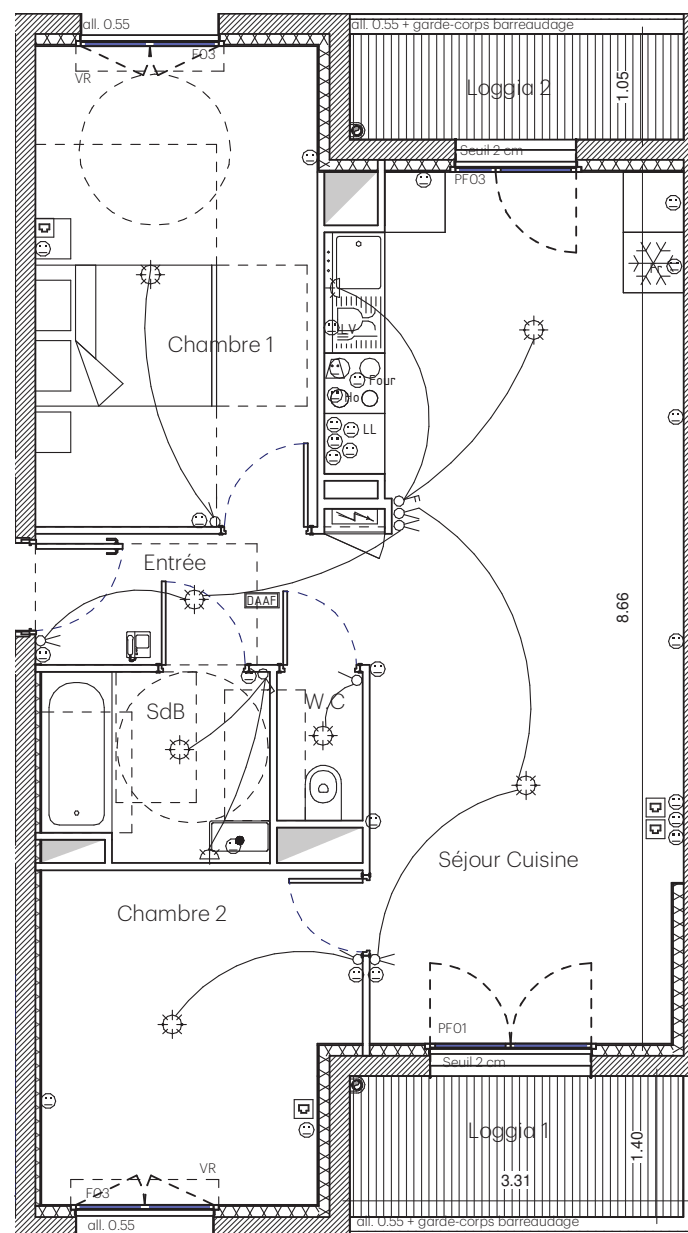 all. 0.55
all. 0.55 + garde-corps barreaudage
F03
VR
Loggia 2
1.05
Seuil 2 cm
PF03
Fr
LV
Chambre 1
Four
Ho
LL
Entrée
DAAF
8.66
SdB
W.C
Séjour Cuisine
Chambre 2
PF01
Seuil 2 cm
Loggia 1
1.40
3.31
VR
F03
all. 0.55
all. 0.55 + garde-corps barreaudage